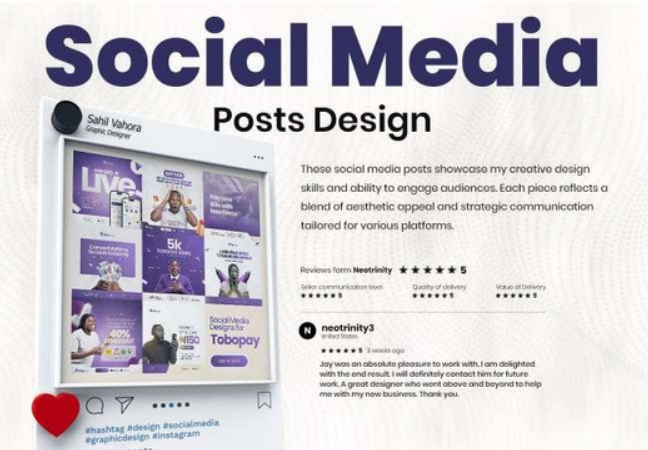 Social Media
Posts Design
Sahil Vahora
Graphic Designer
These social media posts showcase my creative design
skills and ability to engage audiences. Each piece reflects a
blend of aesthetic appeal and strategic communication
tailored for various platforms.
Live
5k
40%
₦150
Social Media
Designs for
Tobopay
Reviews form Neotrinity ★★★★★ 5
Seller communication level
★★★★★ 5
Quality of delivery
★★★★★ 5
Value of Delivery
★★★★★ 5
N
neotrinity3
United States
★★★★★ 5 3 weeks ago
Jay was an absolute pleasure to work with. I am delighted
with the end result. I will definitely contact him for future
work. A great designer who went above and beyond to help
me with my new business. Thank you.
#hashtag #design #socialmedia
#graphicdesign #instagram